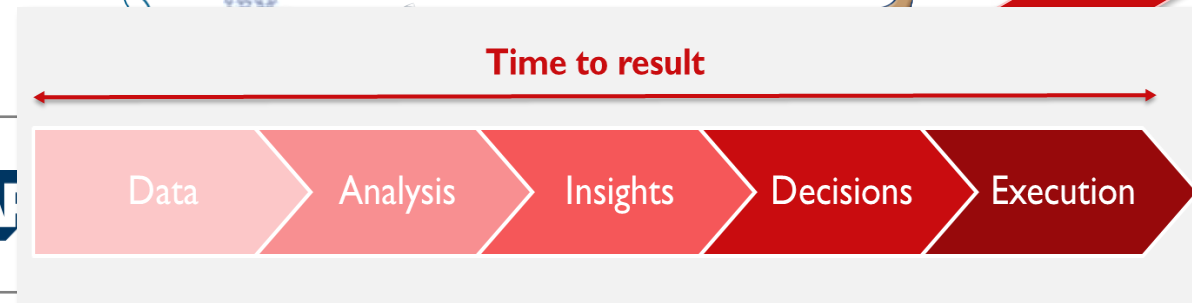 Time to result
Data
Analysis
Insights
Decisions
Execution